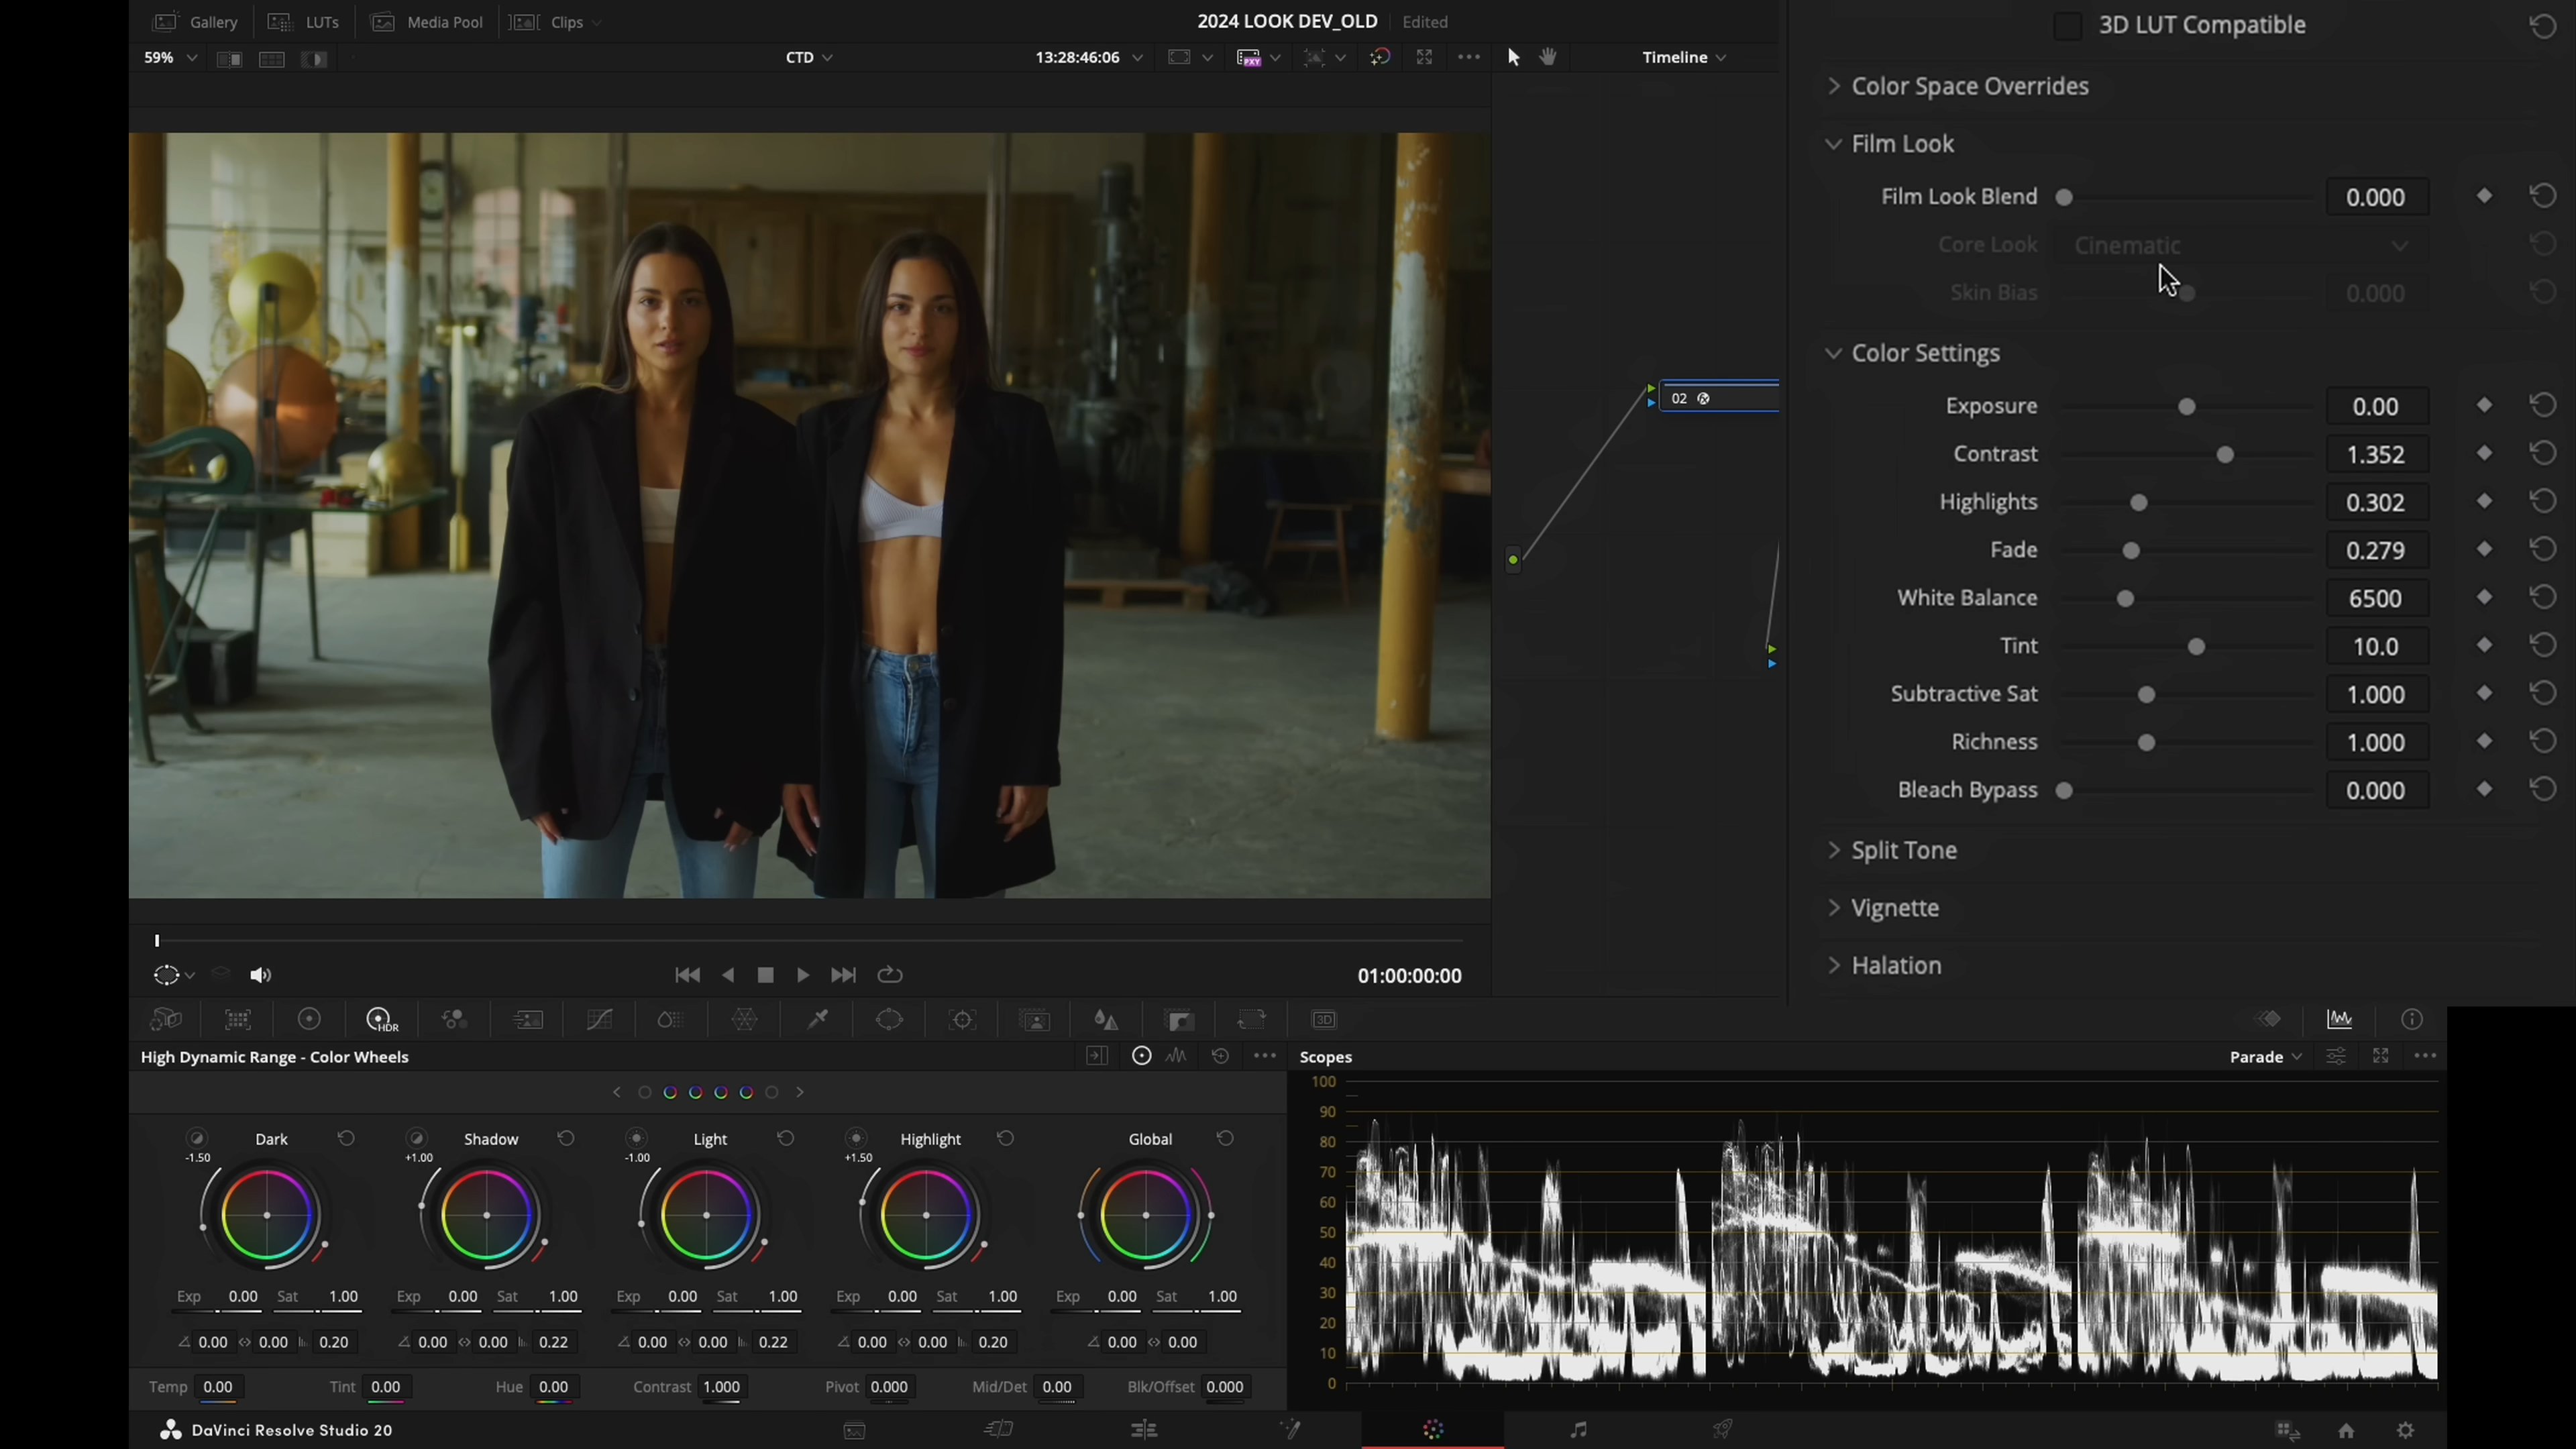 Gallery LUTs Media Pool Clips 2024 LOOK DEV_OLD Edited
59% CTD 13:28:46:06 PXY Timeline
3D LUT Compatible
Color Space Overrides
Film Look
Film Look Blend 0.000
Core Look Cinematic
Skin Bias 0.000
Color Settings
Exposure 0.00
Contrast 1.352
Highlights 0.302
Fade 0.279
White Balance 6500
Tint 10.0
Subtractive Sat 1.000
Richness 1.000
Bleach Bypass 0.000
Split Tone
Vignette
Halation
02
01:00:00:00
HDR 3D
High Dynamic Range - Color Wheels
Dark Shadow Light Highlight Global
-1.50 +1.00 -1.00 +1.50
Exp 0.00 Sat 1.00 Exp 0.00 Sat 1.00 Exp 0.00 Sat 1.00 Exp 0.00 Sat 1.00 Exp 0.00 Sat 1.00
0.00 0.00 0.20 0.00 0.00 0.22 0.00 0.00 0.22 0.00 0.00 0.20 0.00 0.00
Temp 0.00 Tint 0.00 Hue 0.00 Contrast 1.000 Pivot 0.000 Mid/Det 0.00 Blk/Offset 0.000
Scopes Parade
100
90
80
70
60
50
40
30
20
10
0
DaVinci Resolve Studio 20